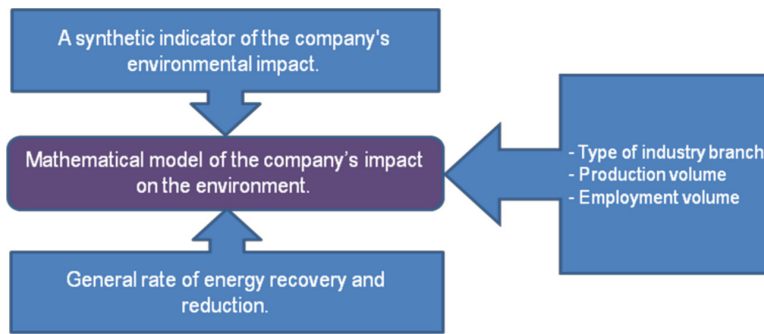 A synthetic indicator of the company's
environmental impact.
Mathematical model of the company’s impact
on the environment.
- Type of industry branch
- Production volume
- Employment volume
General rate of energy recovery and
reduction.